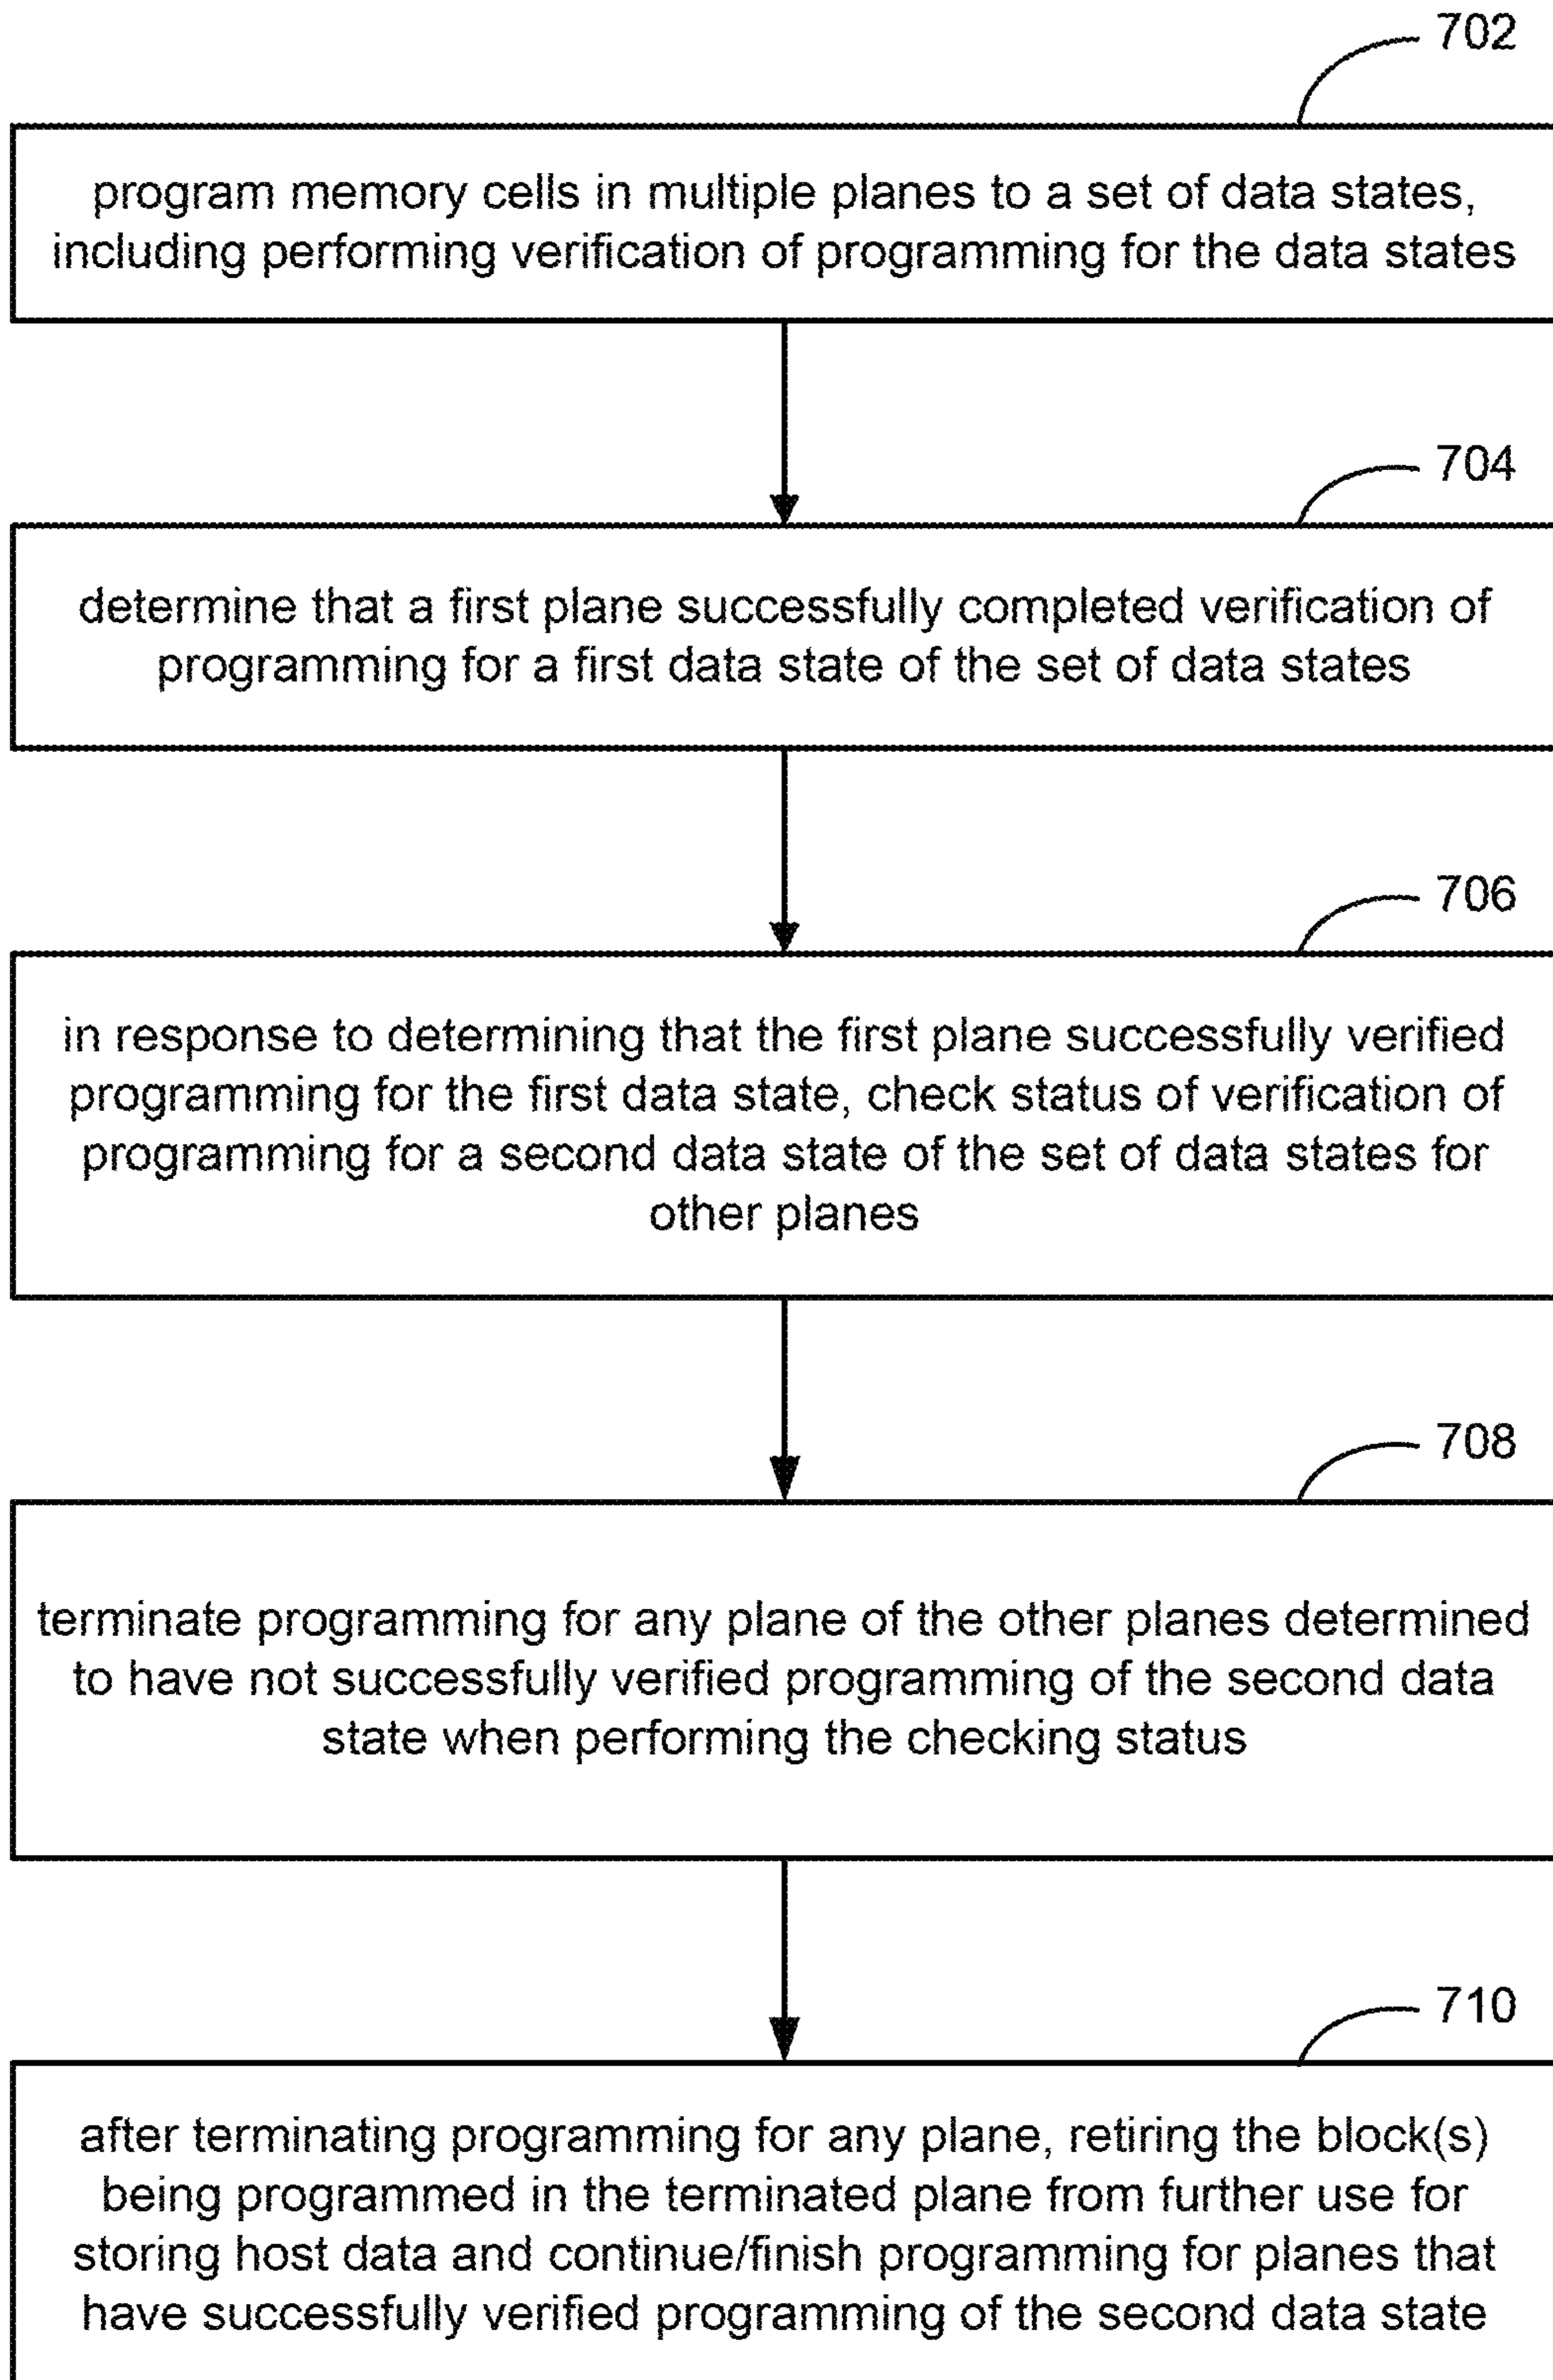 702
program memory cells in multiple planes to a set of data states,
including performing verification of programming for the data states
704
determine that a first plane successfully completed verification of
programming for a first data state of the set of data states
706
in response to determining that the first plane successfully verified
programming for the first data state, check status of verification of
programming for a second data state of the set of data states for
other planes
708
terminate programming for any plane of the other planes determined
to have not successfully verified programming of the second data
state when performing the checking status
710
after terminating programming for any plane, retiring the block(s)
being programmed in the terminated plane from further use for
storing host data and continue/finish programming for planes that
have successfully verified programming of the second data state